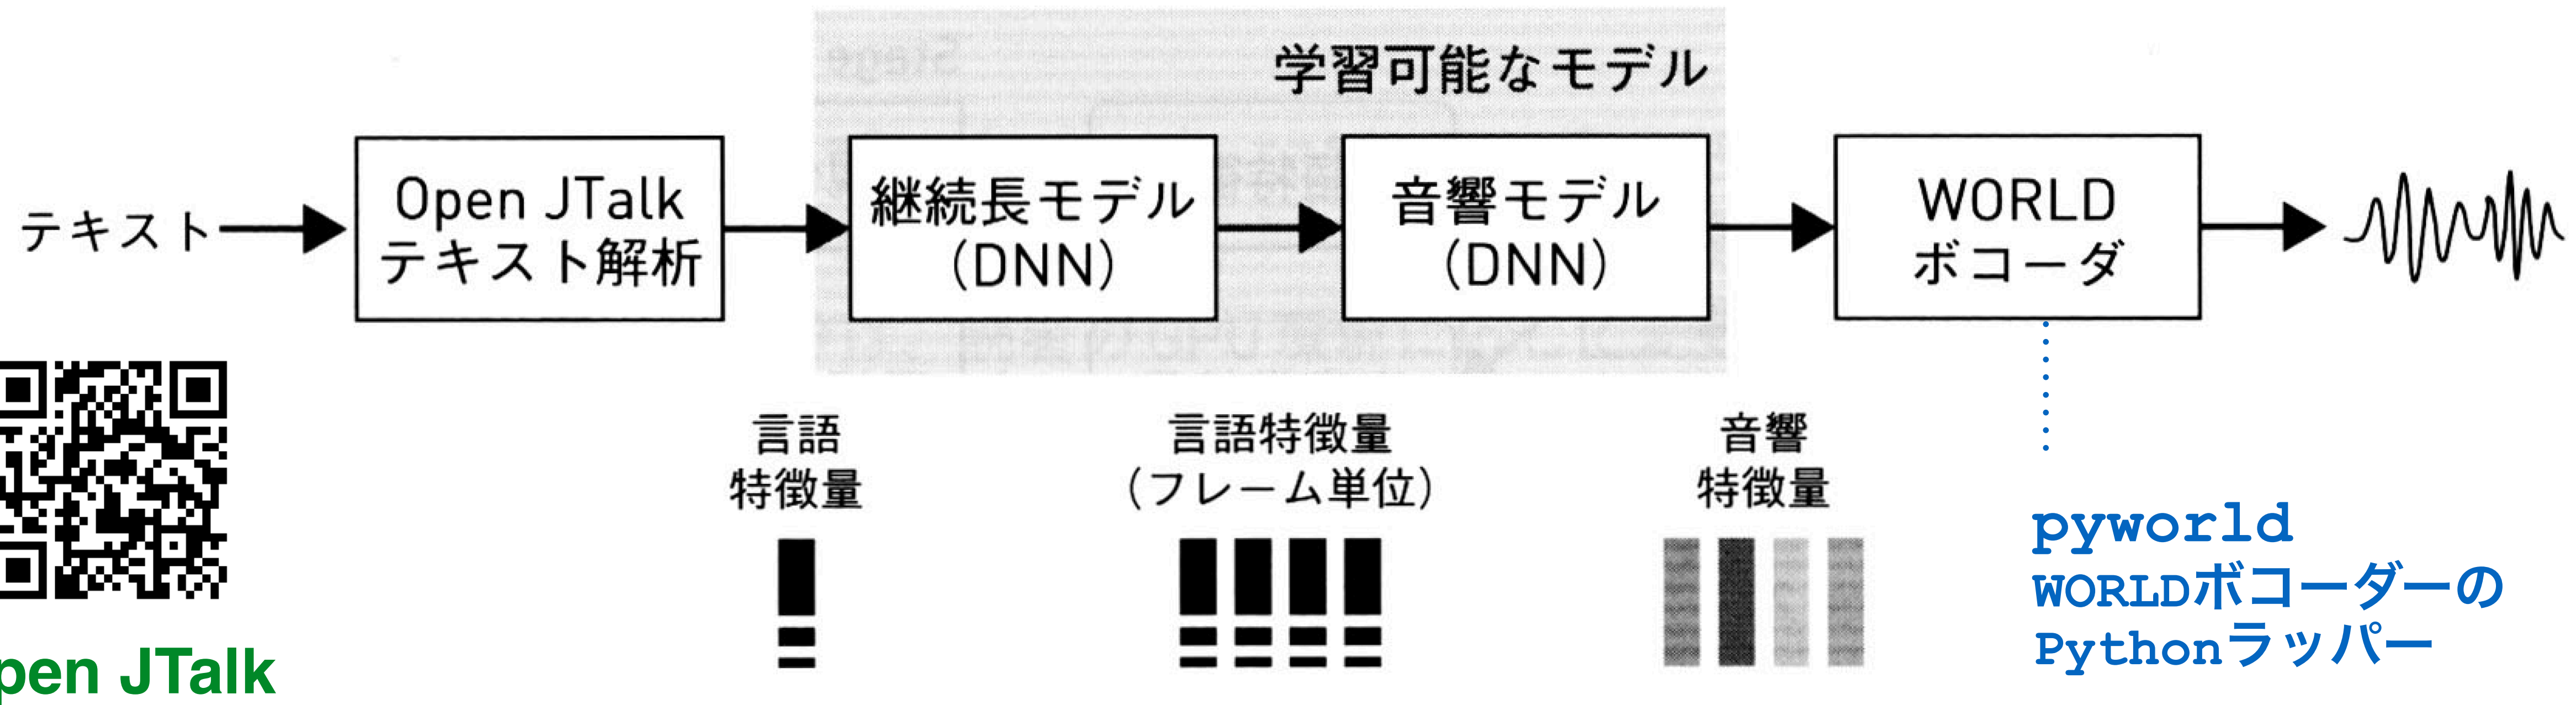 学習可能なモデル
テキスト
Open JTalk
テキスト解析
継続長モデル
(DNN)
音響モデル
(DNN)
WORLD
ボコーダ
言語
特徴量
言語特徴量
(フレーム単位)
音響
特徴量
pyworld
WORLDボコーダーの
Pythonラッパー
pen JTalk